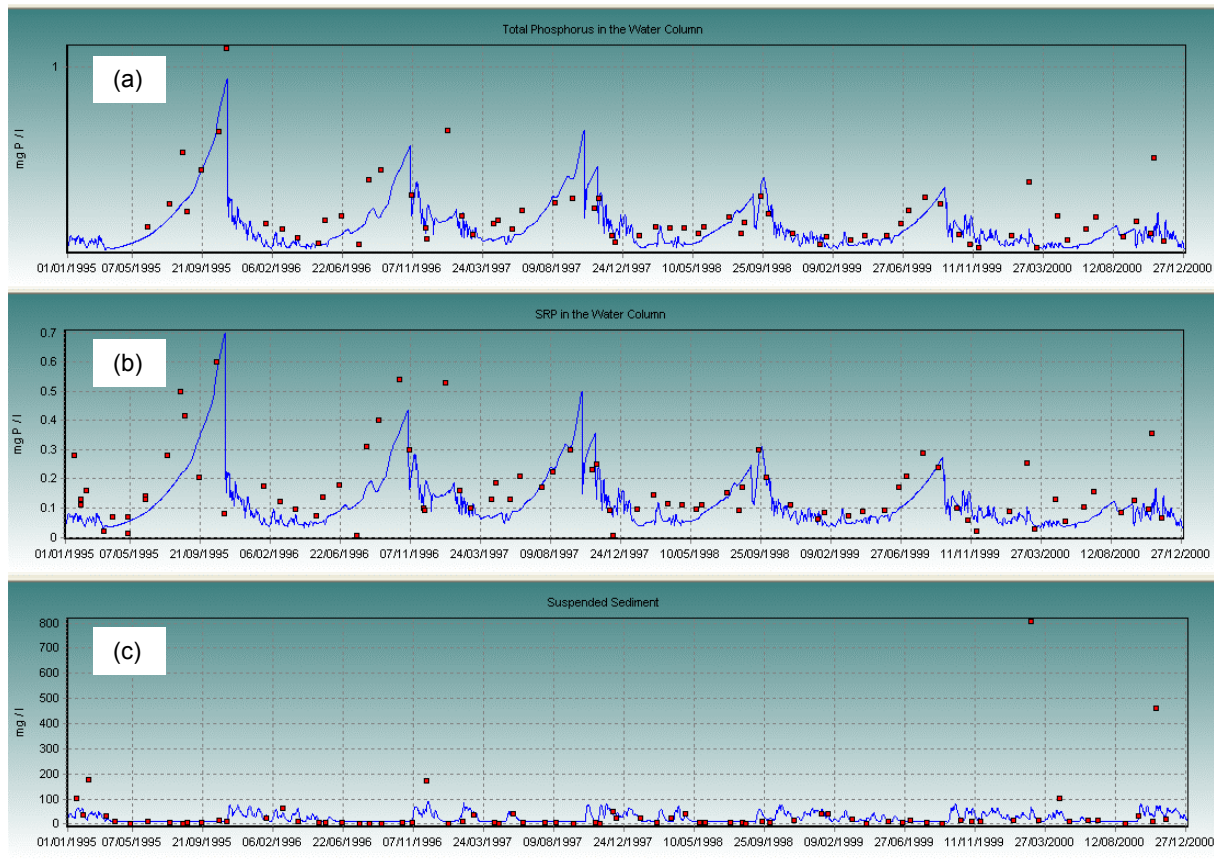 Total Phosphorus in the Water Column
(a)
1
mg P / l
01/01/1995 07/05/1995 21/09/1995 06/02/1996 22/06/1996 07/11/1996 24/03/1997 09/08/1997 24/12/1997 10/05/1998 25/09/1998 09/02/1999 27/06/1999 11/11/1999 27/03/2000 12/08/2000 27/12/2000
SRP in the Water Column
(b)
0.7
0.6
0.5
0.4
0.3
0.2
0.1
0
mg P / l
01/01/1995 07/05/1995 21/09/1995 06/02/1996 22/06/1996 07/11/1996 24/03/1997 09/08/1997 24/12/1997 10/05/1998 25/09/1998 09/02/1999 27/06/1999 11/11/1999 27/03/2000 12/08/2000 27/12/2000
Suspended Sediment
(c)
800
700
600
500
400
300
200
100
0
mg / l
01/01/1995 07/05/1995 21/09/1995 06/02/1996 22/06/1996 07/11/1996 24/03/1997 09/08/1997 24/12/1997 10/05/1998 25/09/1998 09/02/1999 27/06/1999 11/11/1999 27/03/2000 12/08/2000 27/12/2000